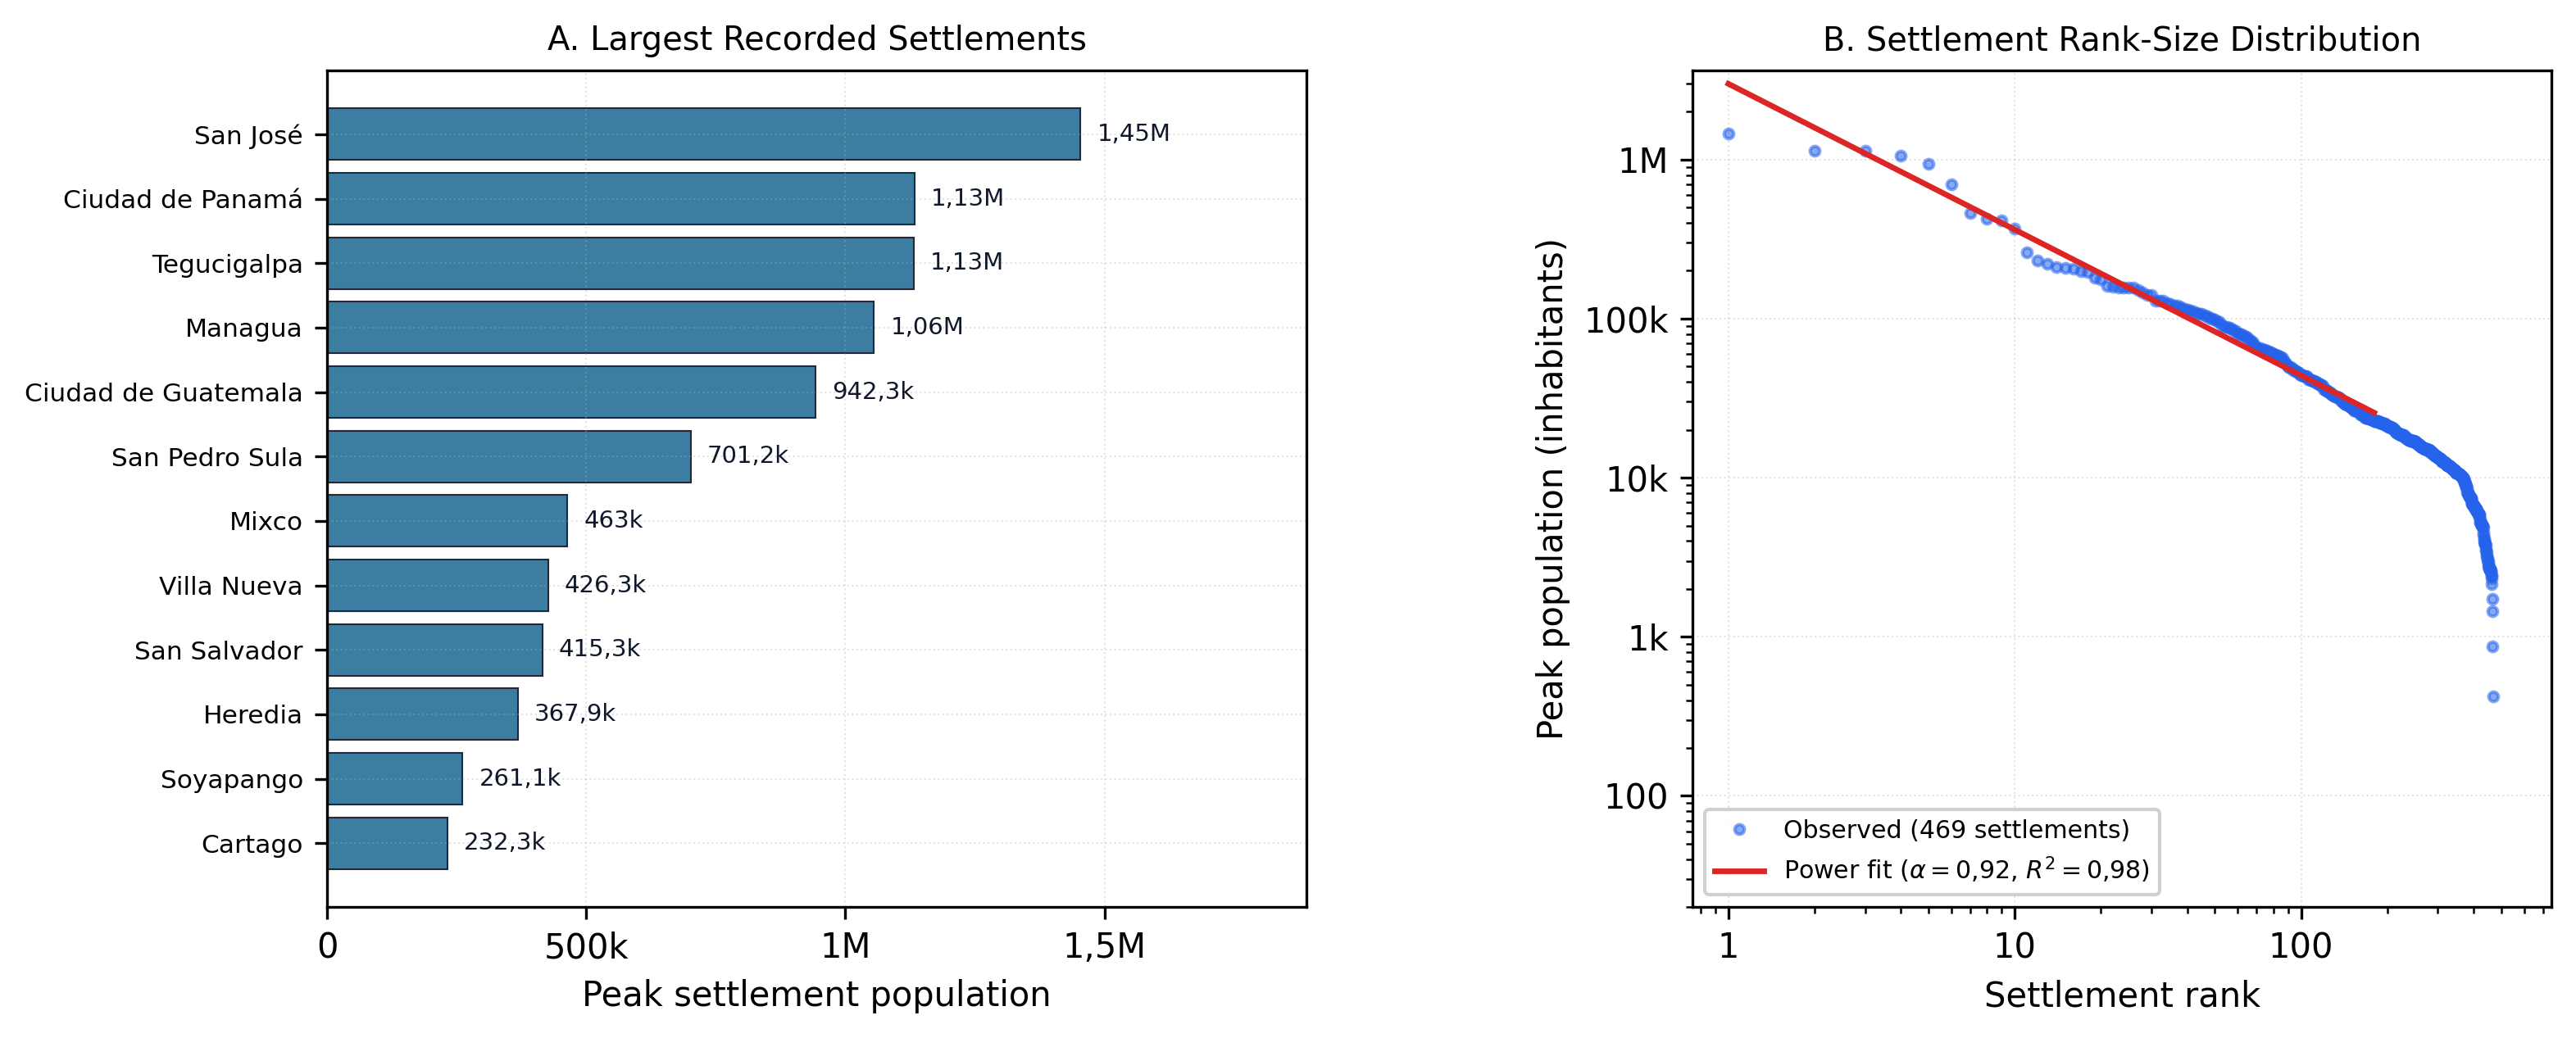 A. Largest Recorded Settlements
San José
1,45M
Ciudad de Panamá
1,13M
Tegucigalpa
1,13M
Managua
1,06M
Ciudad de Guatemala
942,3k
San Pedro Sula
701,2k
Mixco
463k
Villa Nueva
426,3k
San Salvador
415,3k
Heredia
367,9k
Soyapango
261,1k
Cartago
232,3k
0 500k 1M 1,5M
Peak settlement population
B. Settlement Rank-Size Distribution
Peak population (inhabitants)
1M
100k
10k
1k
100
Observed (469 settlements)
Power fit (α = 0,92, R² = 0,98)
1 10 100
Settlement rank